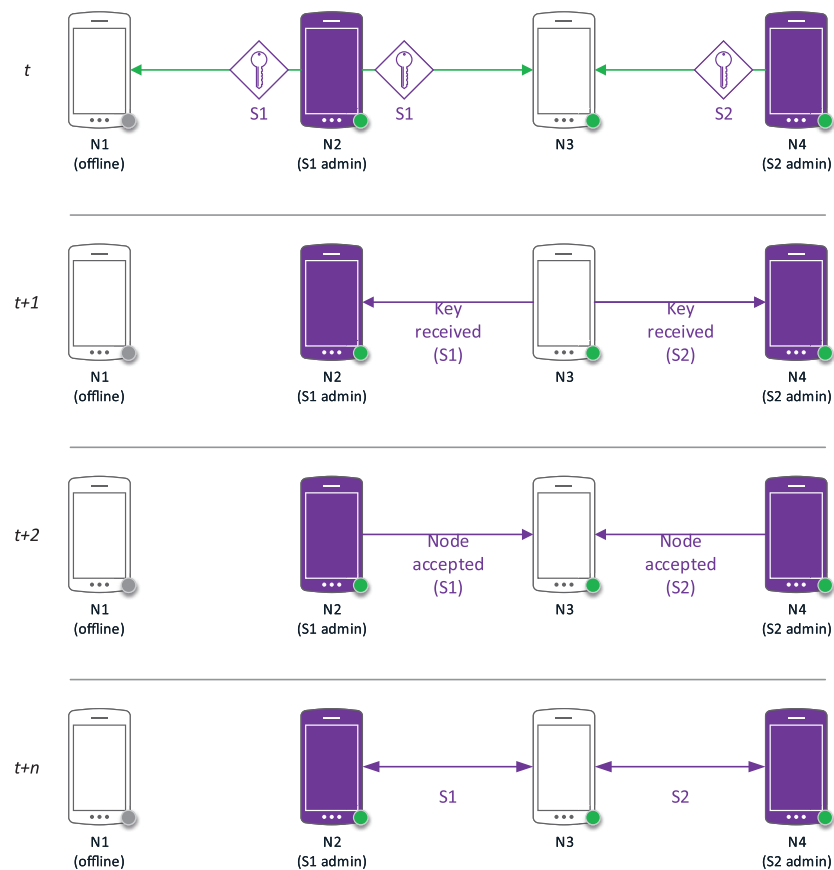 t
S1
S1
S2
N1
(offline)
N2
(S1 admin)
N3
N4
(S2 admin)
t+1
Key
received
(S1)
Key
received
(S2)
N1
(offline)
N2
(S1 admin)
N3
N4
(S2 admin)
t+2
Node
accepted
(S1)
Node
accepted
(S2)
N1
(offline)
N2
(S1 admin)
N3
N4
(S2 admin)
t+n
S1
S2
N1
(offline)
N2
(S1 admin)
N3
N4
(S2 admin)